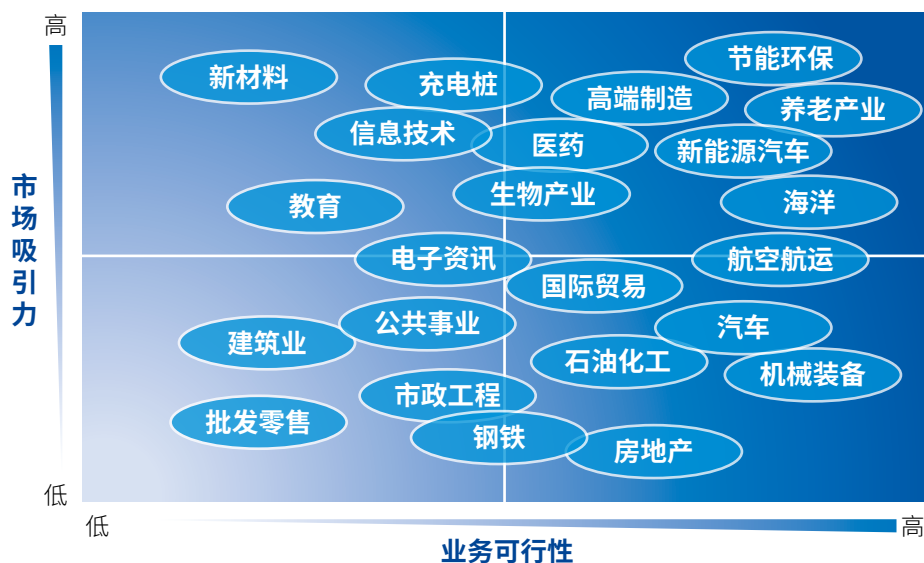 高
节能环保
新材料
充电桩
高端制造
养老产业
信息技术
医药
新能源汽车
生物产业
海洋
教育
市场吸引力
电子资讯
航空航运
国际贸易
公共事业
汽车
建筑业
石油化工
机械装备
市政工程
批发零售
钢铁
房地产
低
低
高
业务可行性